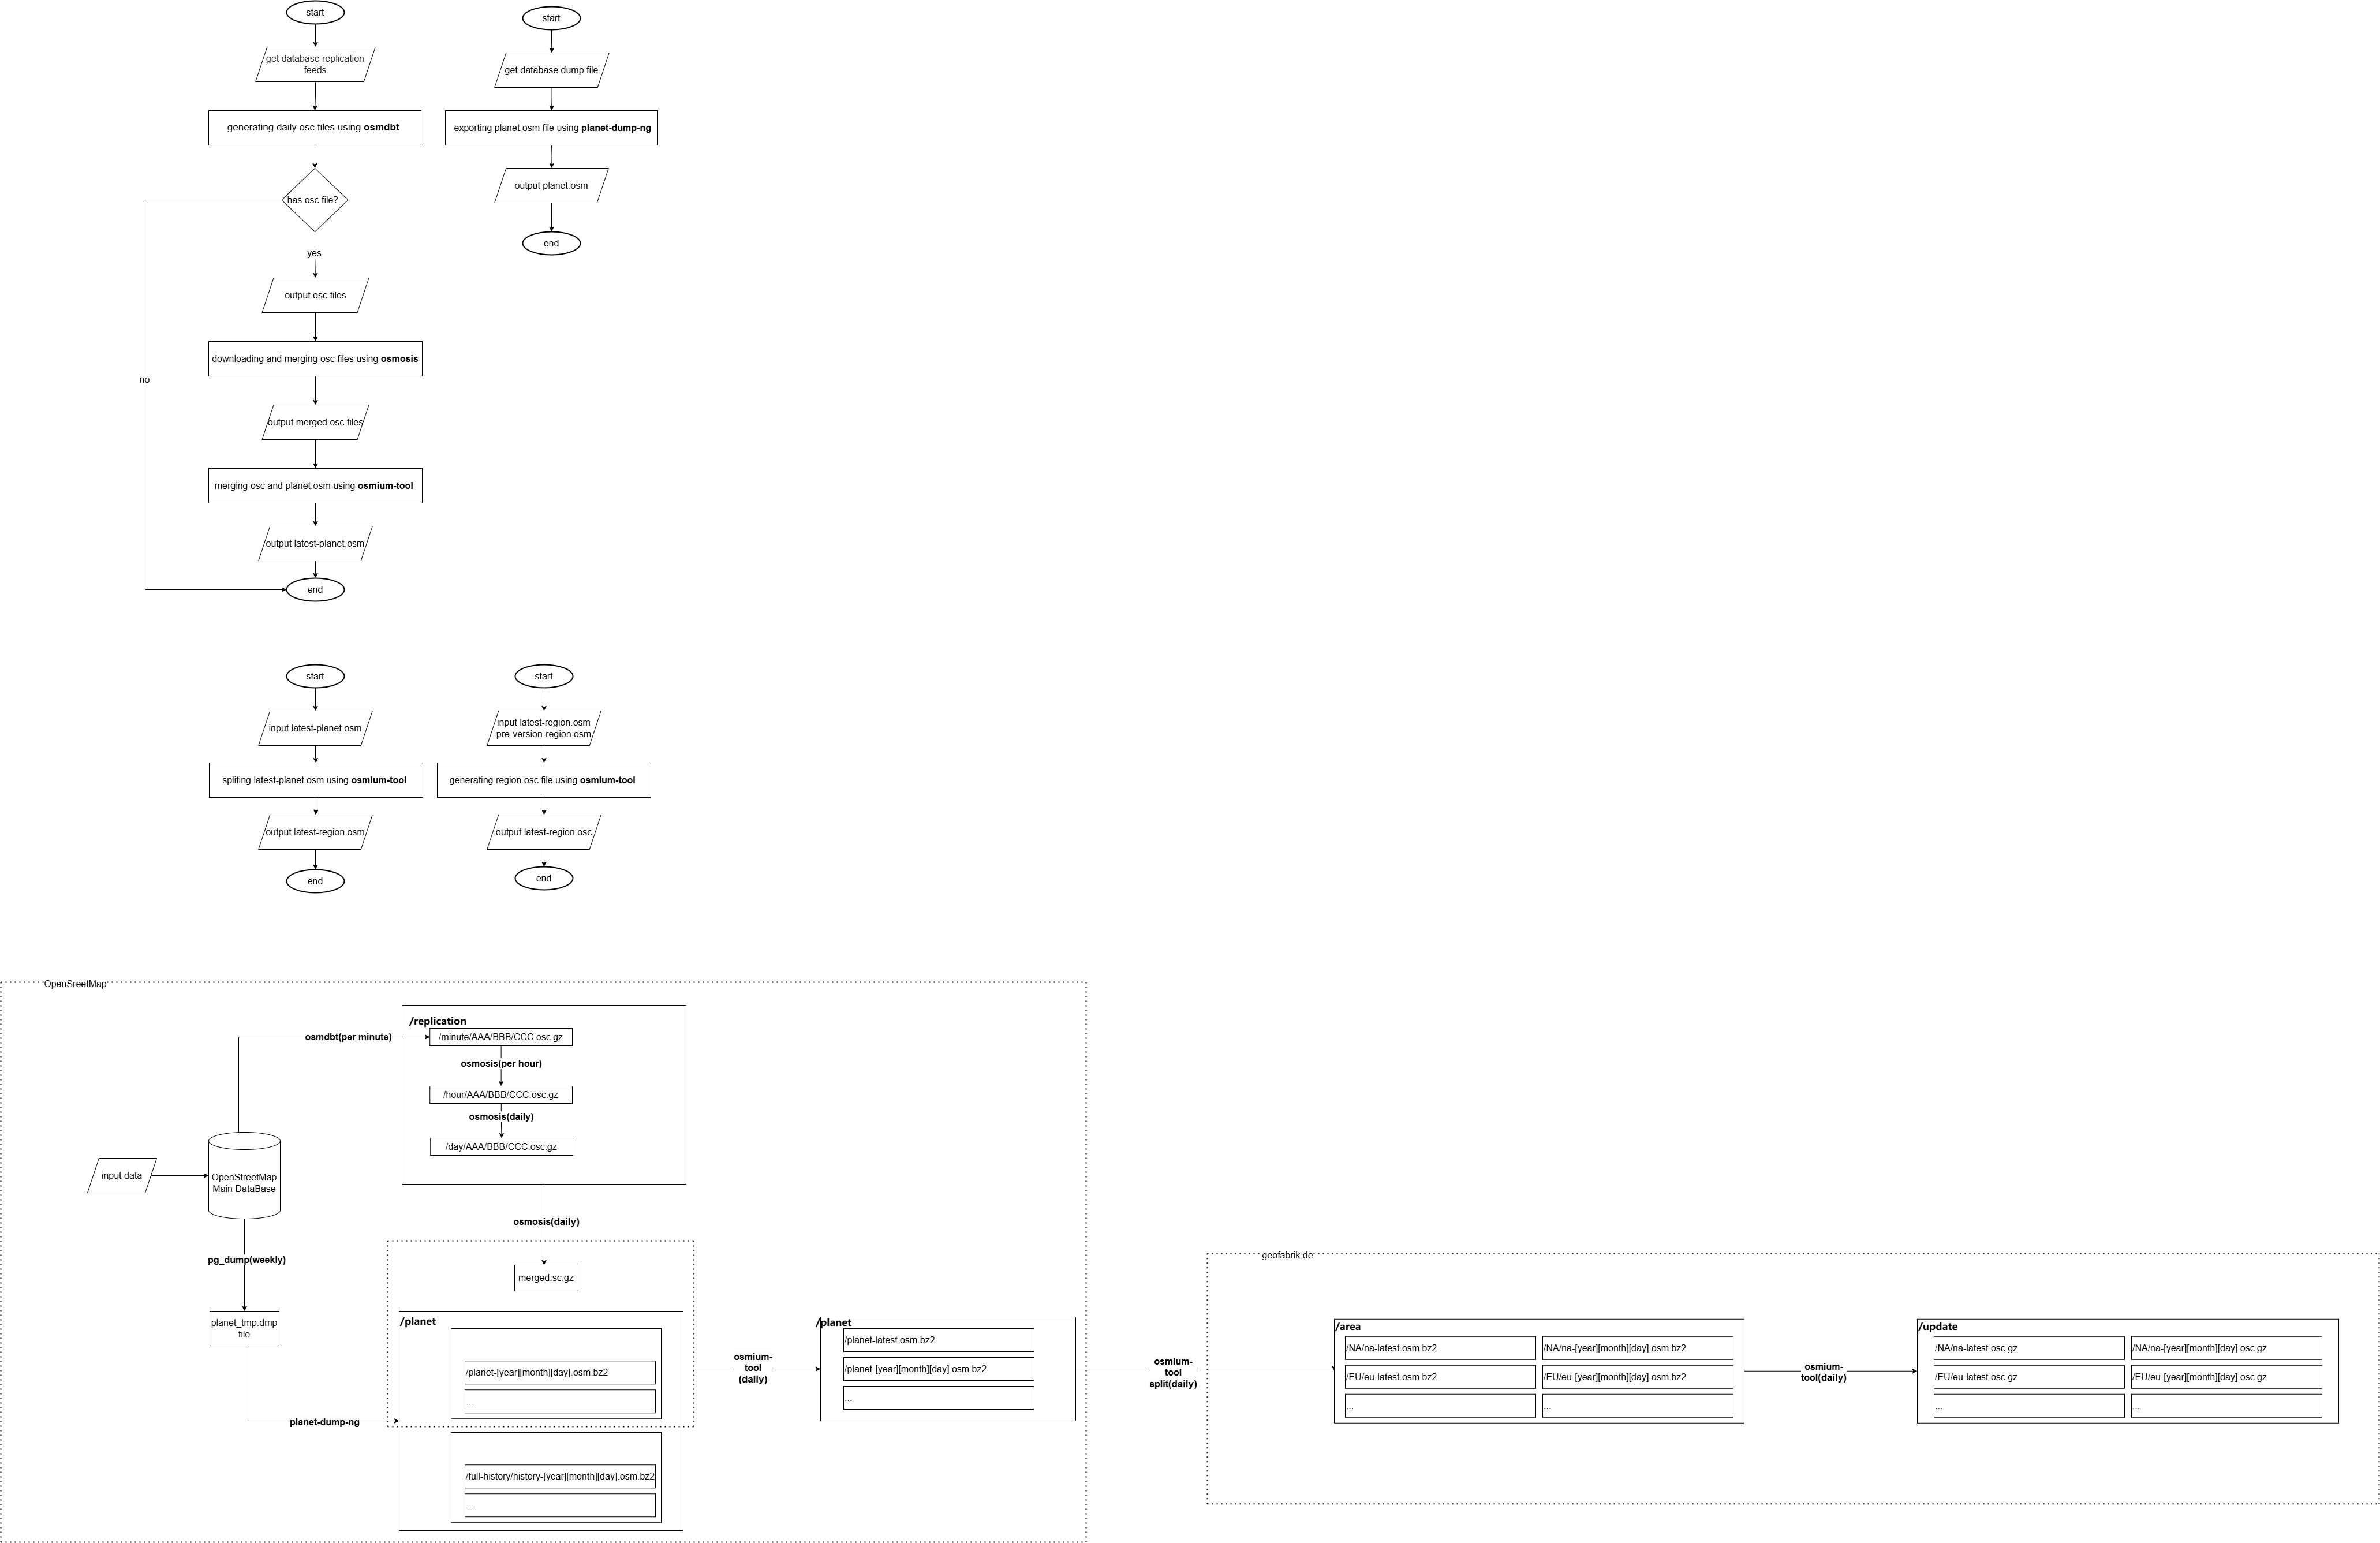 start
get database replication
feeds
generating daily osc files using osmdbt
has osc file?
yes
no
output osc files
downloading and merging osc files using osmosis
output merged osc files
merging osc and planet.osm using osmium-tool
output latest-planet.osm
end
start
get database dump file
exporting planet.osm file using planet-dump-ng
output planet.osm
end
start
input latest-planet.osm
spliting latest-planet.osm using osmium-tool
output latest-region.osm
end
start
input latest-region.osm
pre-version-region.osm
generating region osc file using osmium-tool
output latest-region.osc
end
OpenSreetMap
/replication
osmdbt(per minute)
/minute/AAA/BBB/CCC.osc.gz
osmosis(per hour)
/hour/AAA/BBB/CCC.osc.gz
osmosis(daily)
/day/AAA/BBB/CCC.osc.gz
input data
OpenStreetMap
Main DataBase
osmosis(daily)
pg_dump(weekly)
merged.sc.gz
planet_tmp.dmp
file
planet-dump-ng
/planet
/planet-[year][month][day].osm.bz2
...
/full-history/history-[year][month][day].osm.bz2
...
osmium-
tool
(daily)
/planet
/planet-latest.osm.bz2
/planet-[year][month][day].osm.bz2
...
osmium-
tool
split(daily)
geofabrik.de
/area
/NA/na-latest.osm.bz2
/NA/na-[year][month][day].osm.bz2
/EU/eu-latest.osm.bz2
/EU/eu-[year][month][day].osm.bz2
...
...
osmium-
tool(daily)
/update
/NA/na-latest.osc.gz
/NA/na-[year][month][day].osc.gz
/EU/eu-latest.osc.gz
/EU/eu-[year][month][day].osc.gz
...
...